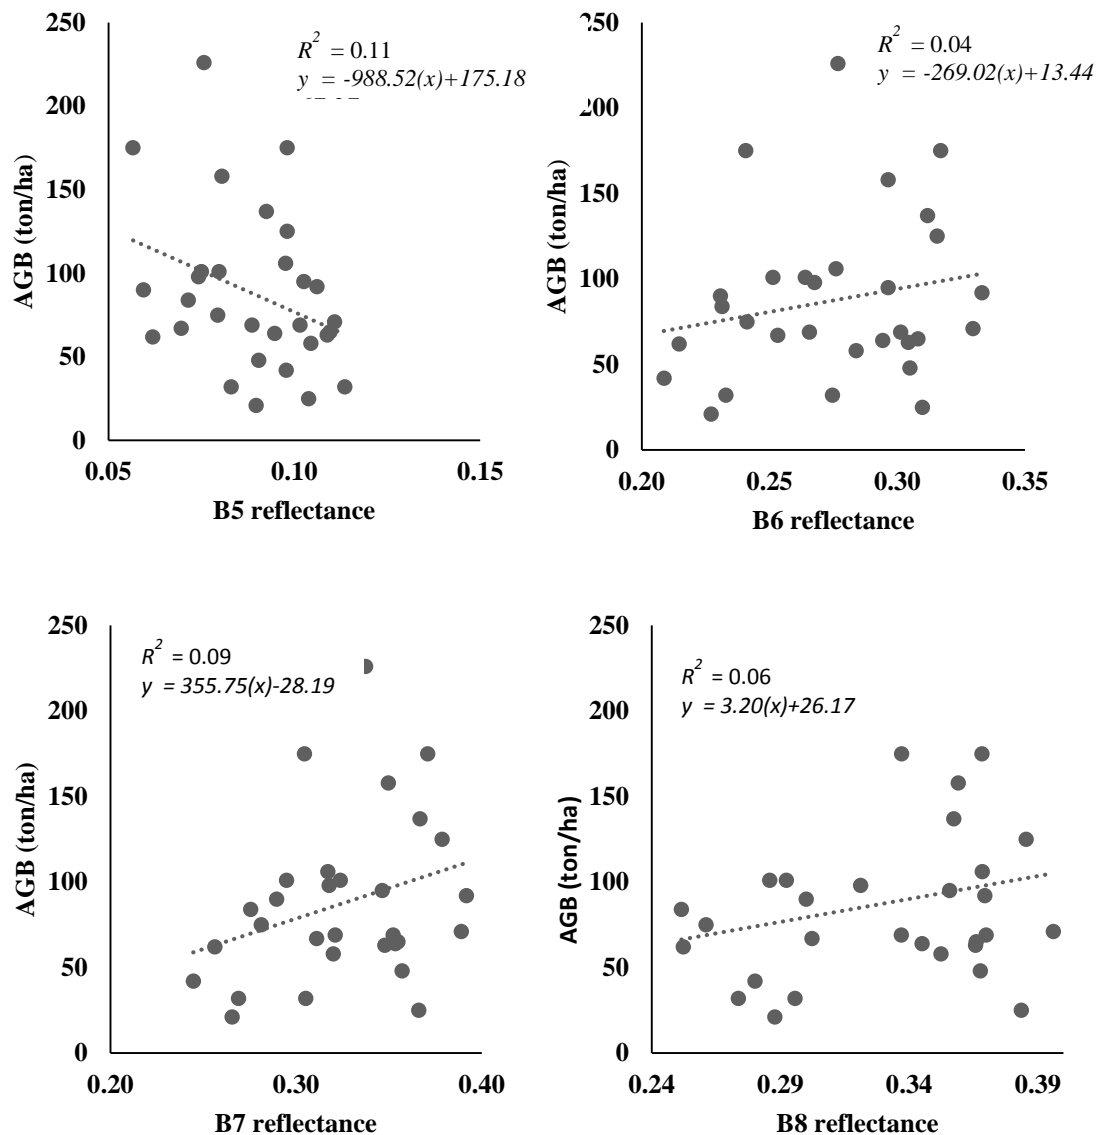 250
200
150
100
50
0
AGB (ton/ha)
R² = 0.11
y = -988.52(x)+175.18
0.05 0.10 0.15
B5 reflectance
250
200
150
100
50
0
AGB (ton/ha)
R² = 0.04
y = -269.02(x)+13.44
0.20 0.25 0.30 0.35
B6 reflectance
250
200
150
100
50
0
AGB (ton/ha)
R² = 0.09
y = 355.75(x)-28.19
0.20 0.30 0.40
B7 reflectance
250
200
150
100
50
0
AGB (ton/ha)
R² = 0.06
y = 3.20(x)+26.17
0.24 0.29 0.34 0.39
B8 reflectance